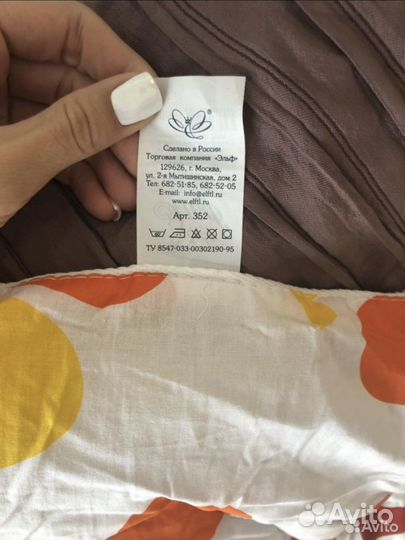 ®
Сделано в России
Торговая компания «Эльф»
129626, г. Москва,
ул. 2-я Мытищинская, дом 2
Тел: 682-51-85, 682-52-05
E-mail: info@elftl.ru
www.elftl.ru
Арт. 352
ТУ 8547-033-00302190-95
Avito
Avito